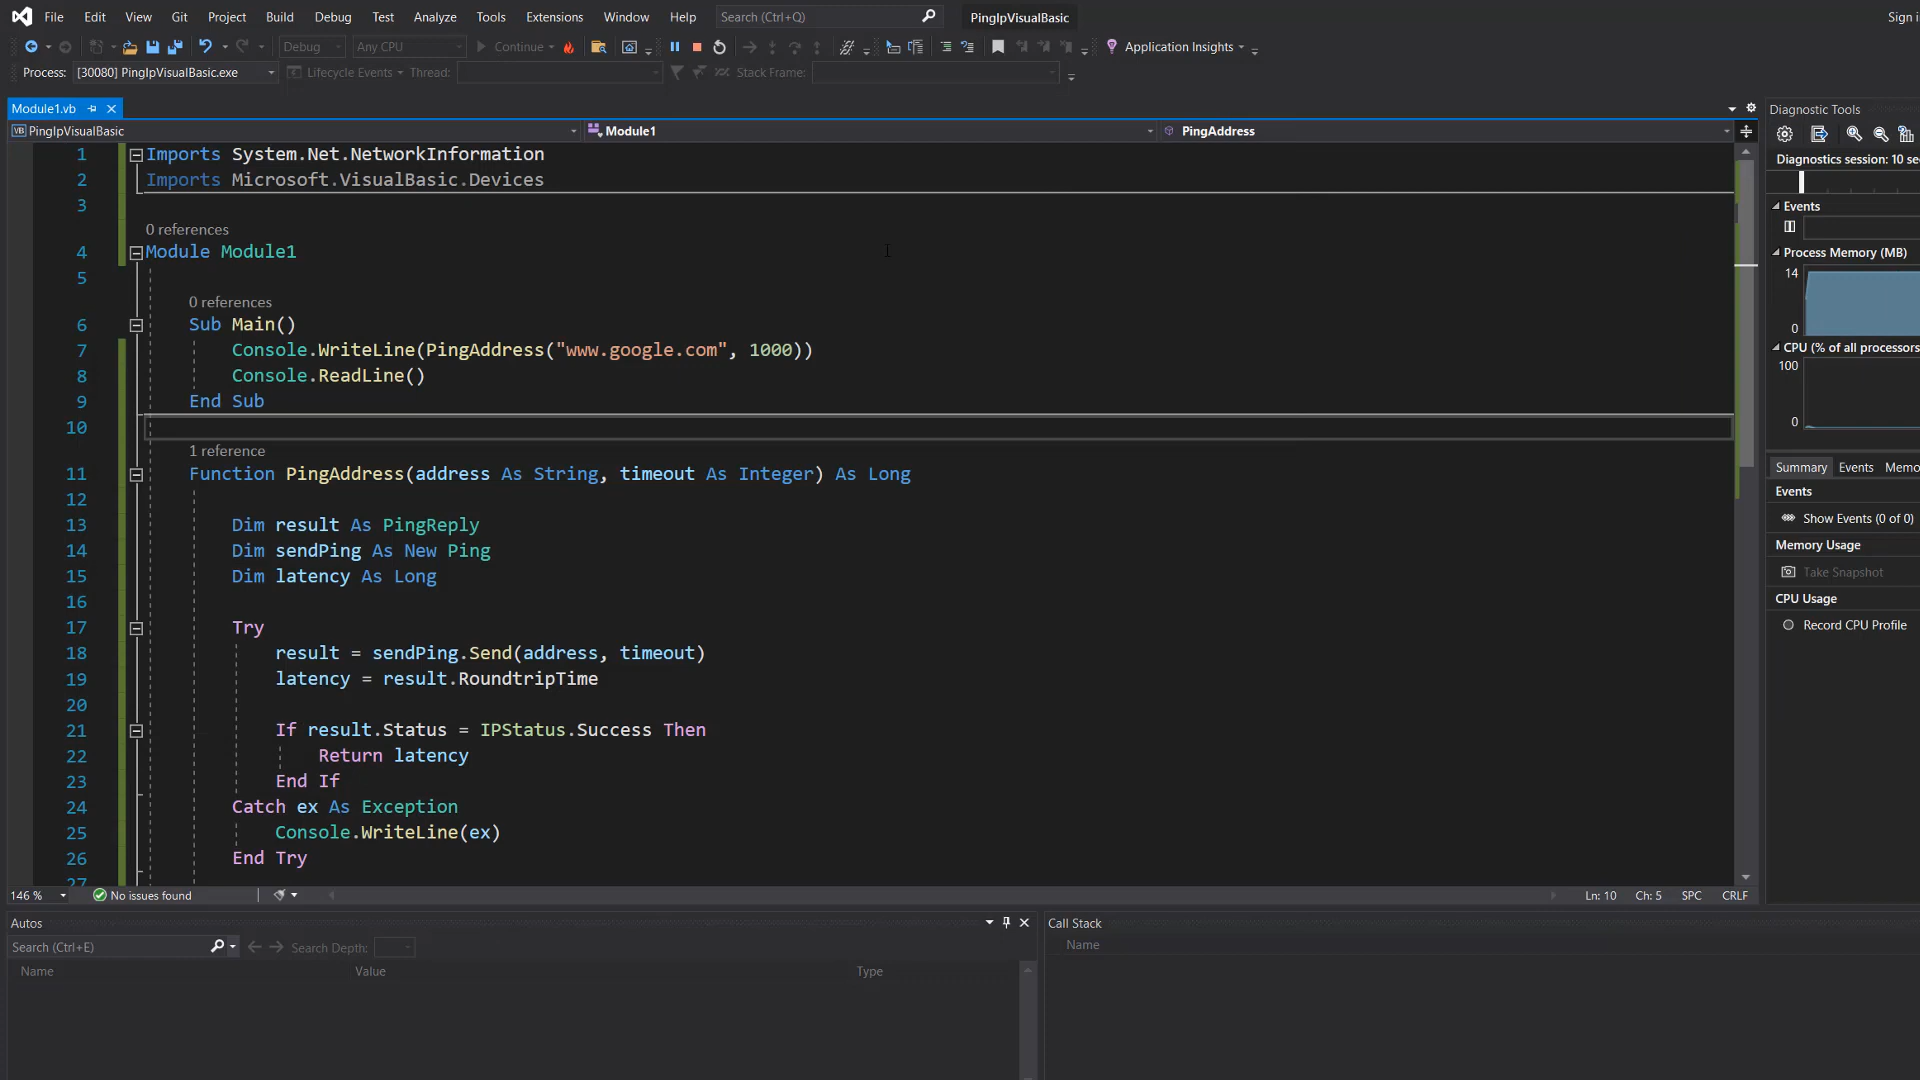 File Edit View Git Project Build Debug Test Analyze Tools Extensions Window Help Search (Ctrl+Q) PingIpVisualBasic Sign i
Debug Any CPU Continue Application Insights
Process: [30080] PingIpVisualBasic.exe Lifecycle Events Thread: Stack Frame:
Module1.vb
VB PingIpVisualBasic Module1 PingAddress
1 Imports System.Net.NetworkInformation
2 Imports Microsoft.VisualBasic.Devices
3
0 references
4 Module Module1
5
0 references
6 Sub Main()
7 Console.WriteLine(PingAddress("www.google.com", 1000))
8 Console.ReadLine()
9 End Sub
10
1 reference
11 Function PingAddress(address As String, timeout As Integer) As Long
12
13 Dim result As PingReply
14 Dim sendPing As New Ping
15 Dim latency As Long
16
17 Try
18 result = sendPing.Send(address, timeout)
19 latency = result.RoundtripTime
20
21 If result.Status = IPStatus.Success Then
22 Return latency
23 End If
24 Catch ex As Exception
25 Console.WriteLine(ex)
26 End Try
27
146 % No issues found Ln: 10 Ch: 5 SPC CRLF
Diagnostic Tools
Diagnostics session: 10 se
Events
Process Memory (MB)
14
0
CPU (% of all processors
100
0
Summary Events Memo
Events
Show Events (0 of 0)
Memory Usage
Take Snapshot
CPU Usage
Record CPU Profile
Autos
Search (Ctrl+E) Search Depth:
Name Value Type
Call Stack
Name